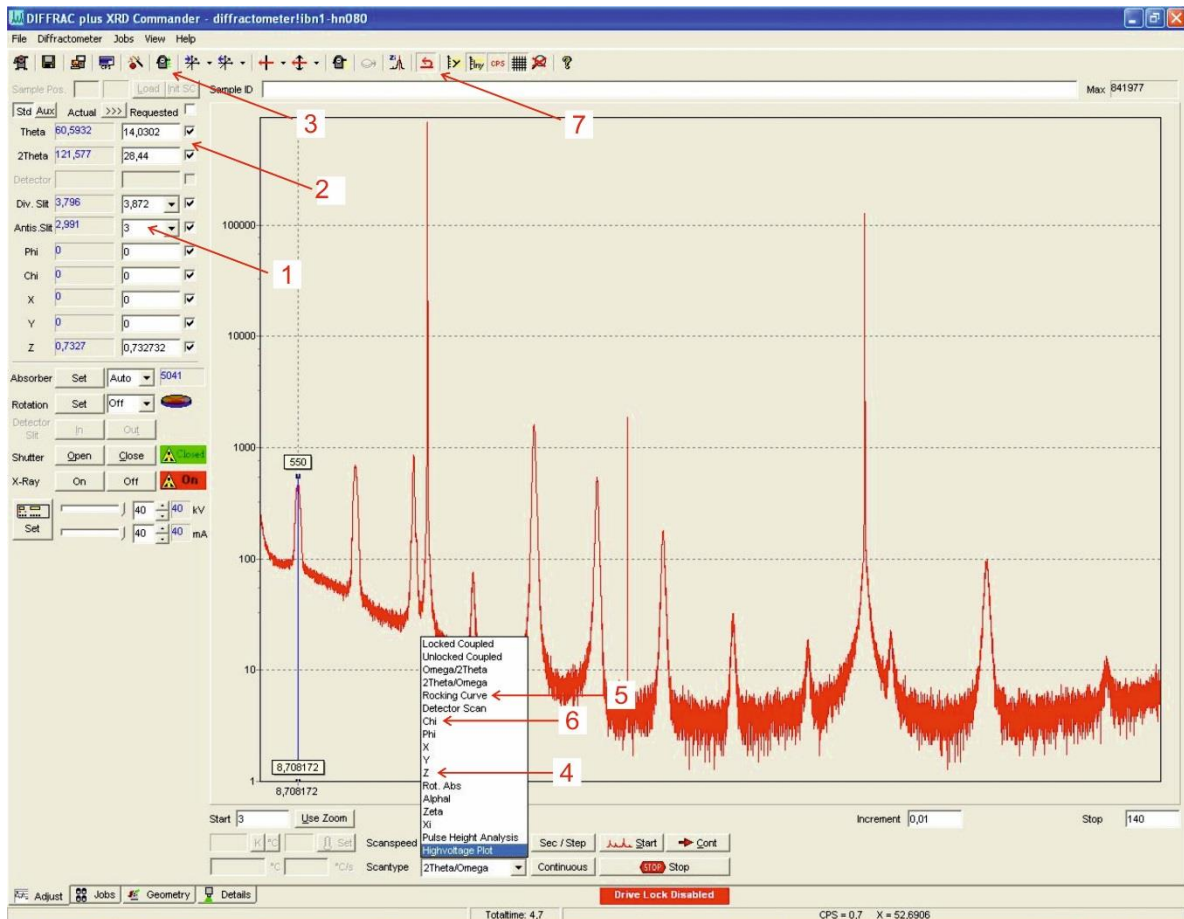 DIFFRAC plus XRD Commander - diffractometer!ibn1-hn080
File Diffractometer Jobs View Help
Sample Pos. Load Init SC Sample ID Max 841977
3
7
Std Aux Actual >>> Requested
Theta 60,5932 14,0302
2Theta 121,577 28,44
Detector
2
Div. Slit 3,796 3,872
Antis.Slit 2,991 3
Phi 0 0
1
Chi 0 0
X 0 0
Y 0 0
Z 0,7327 0,732732
Absorber Set Auto 5041
Rotation Set Off
Detector Slit In Out
Shutter Open Close Closed
X-Ray On Off On
40 40 kV
Set
40 40 mA
100000
10000
1000
100
10
1
550
8,708172
8,708172
Locked Coupled
Unlocked Coupled
Omega/2Theta
2Theta/Omega
Rocking Curve
5
Detector Scan
Chi
6
Phi
X
Y
Z
4
Rot. Abs
AlphaI
Zeta
Xi
Pulse Height Analysis
Highvoltage Plot
Start 3 Use Zoom Increment 0,01 Stop 140
K °C Set Scanspeed Sec / Step Start Cont
°C °C/s Scantype 2Theta/Omega Continuous STOP Stop
Adjust Jobs Geometry Details Drive Lock Disabled
Totaltime: 4,7 CPS = 0,7 X = 52,6906